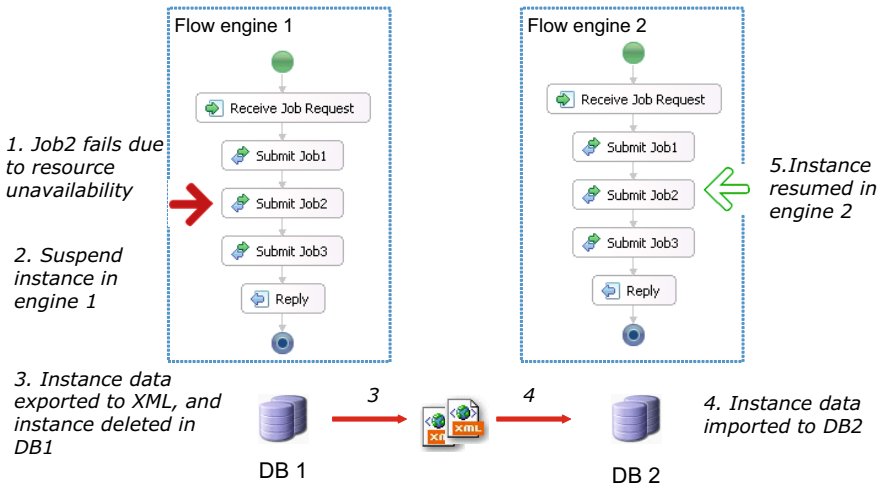 Flow engine 1
Receive Job Request
Submit Job1
Submit Job2
Submit Job3
Reply
Flow engine 2
Receive Job Request
Submit Job1
Submit Job2
Submit Job3
Reply
1. Job2 fails due
to resource
unavailability
2. Suspend
instance in
engine 1
3. Instance data
exported to XML, and
instance deleted in
DB1
5.Instance
resumed in
engine 2
4. Instance data
imported to DB2
3
4
XM
XML
DB 1
DB 2